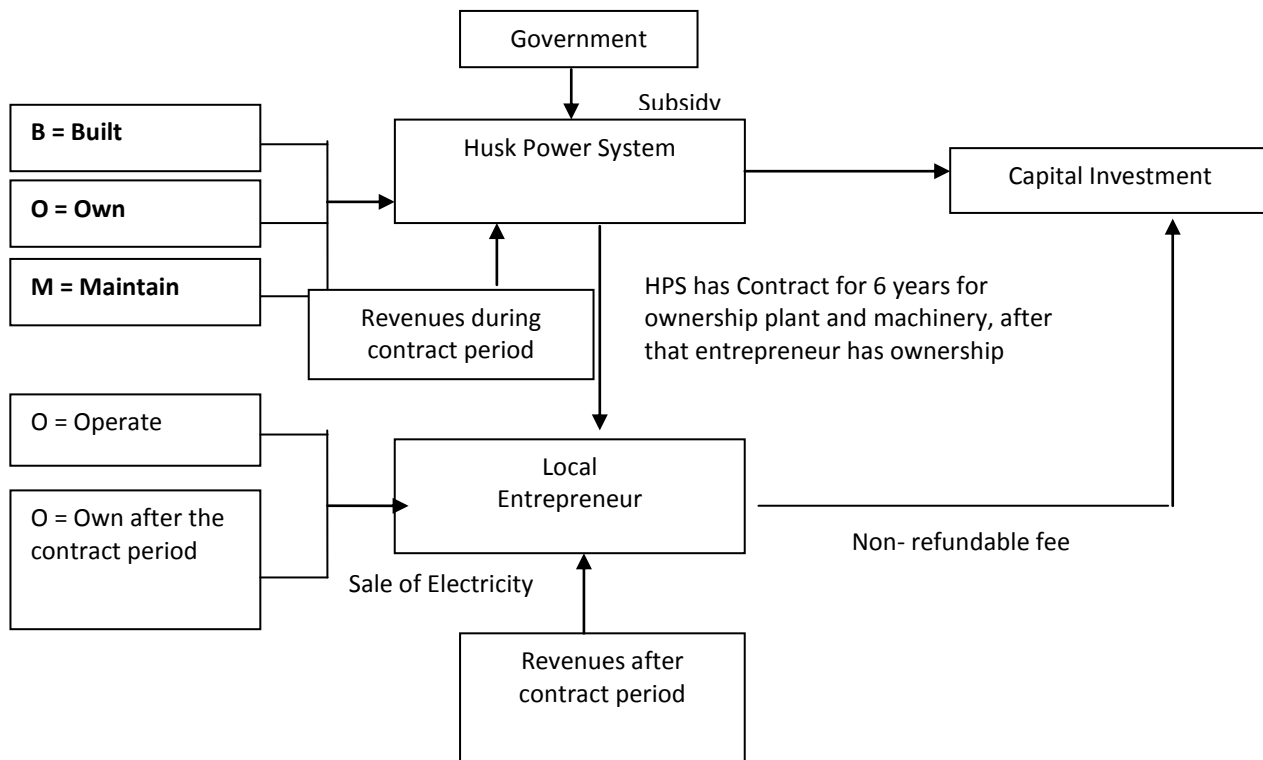 Government
Subsidy
B = Built
Husk Power System
Capital Investment
O = Own
M = Maintain
HPS has Contract for 6 years for
ownership plant and machinery, after
that entrepreneur has ownership
Revenues during
contract period
O = Operate
Local
Entrepreneur
O = Own after the
contract period
Non- refundable fee
Sale of Electricity
Revenues after
contract period